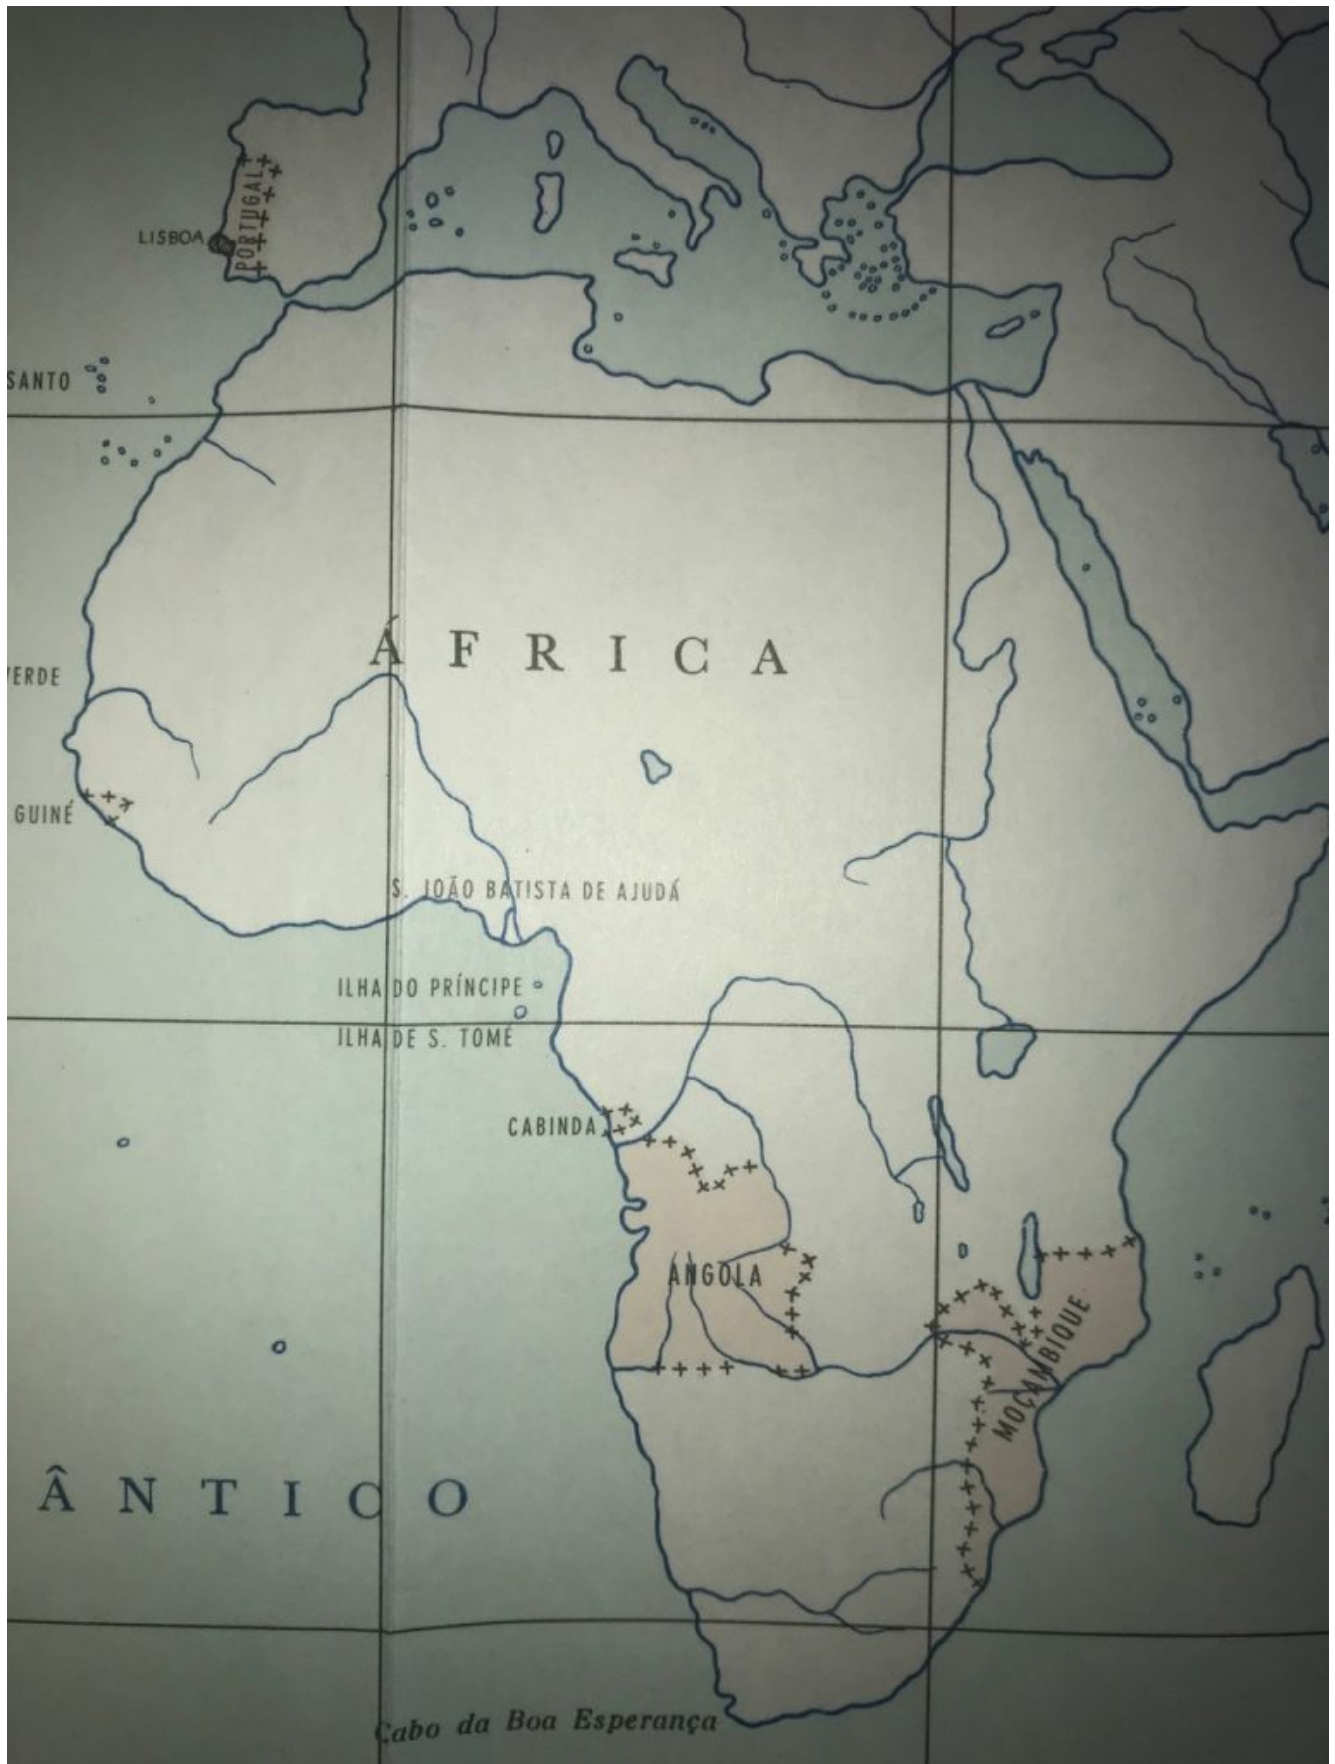 PORTUGAL
LISBOA
SANTO
ÁFRICA
ERDE
GUINÉ
S. JOÃO BATISTA DE AJUDÁ
ILHA DO PRÍNCIPE
ILHA DE S. TOMÉ
CABINDA
ANGOLA
MOÇAMBIQUE
ÂNTICO
Cabo da Boa Esperança